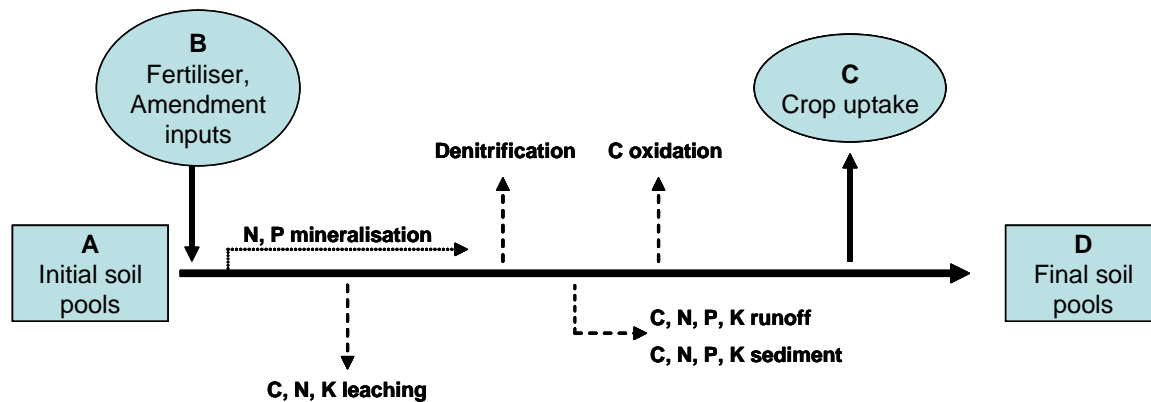 B
Fertiliser,
Amendment
inputs
C
Crop uptake
Denitrification
C oxidation
A
Initial soil
pools
N, P mineralisation
D
Final soil
pools
C, N, P, K runoff
C, N, P, K sediment
C, N, K leaching